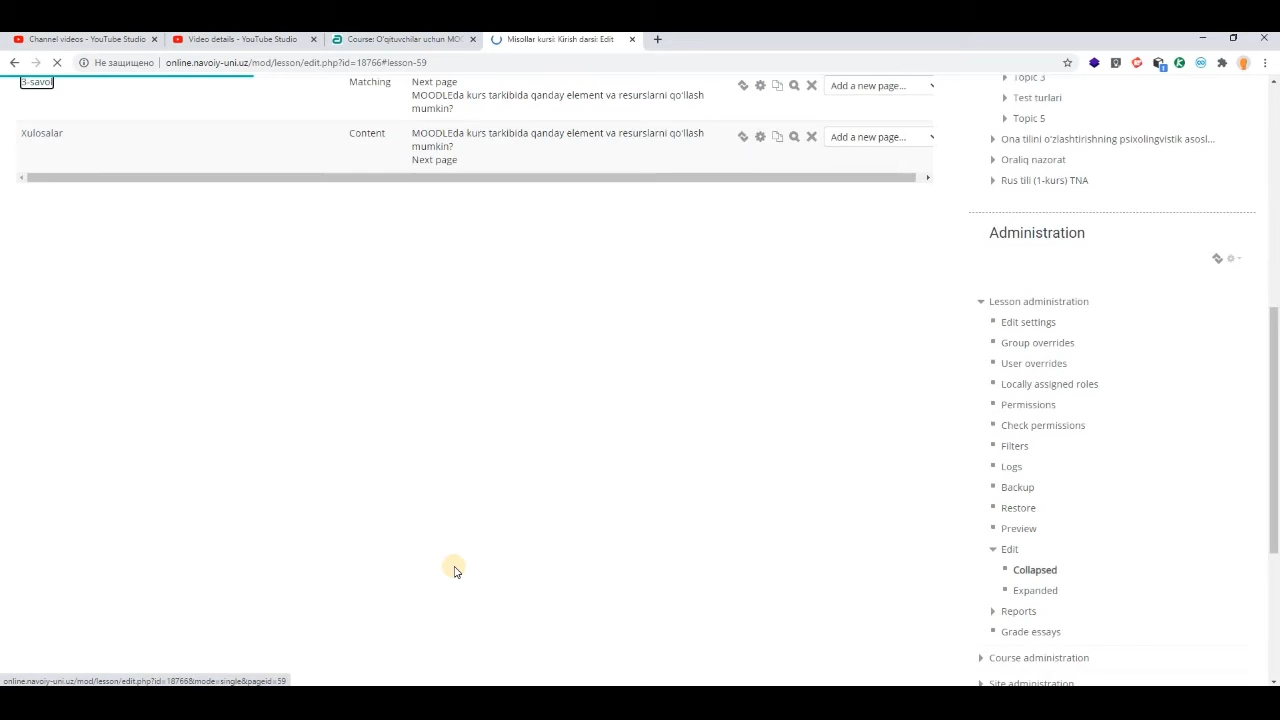 Channel videos - YouTube Studio
Video details - YouTube Studio
Course: O'qituvchilar uchun MO
Misollar kursi: Kirish darsi: Edit
Не защищено
online.navoiy-uni.uz/mod/lesson/edit.php?id=18766#lesson-59
3-savol
Matching
Next page
MOODLEda kurs tarkibida qanday element va resurslarni qo'llash
mumkin?
Add a new page...
Xulosalar
Content
MOODLEda kurs tarkibida qanday element va resurslarni qo'llash
mumkin?
Next page
Add a new page...
Topic 3
Test turlari
Topic 5
Ona tilini o'zlashtirishning psixolingvistik asosl...
Oraliq nazorat
Rus tili (1-kurs) TNA
Administration
Lesson administration
Edit settings
Group overrides
User overrides
Locally assigned roles
Permissions
Check permissions
Filters
Logs
Backup
Restore
Preview
Edit
Collapsed
Expanded
Reports
Grade essays
Course administration
Site administration
online.navoiy-uni.uz/mod/lesson/edit.php?id=18766&mode=single&pageid=59